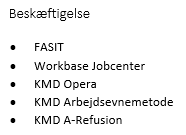 Beskæftigelse
• FASIT
• Workbase Jobcenter
• KMD Opera
• KMD Arbejdsevnemetode
• KMD A-Refusion